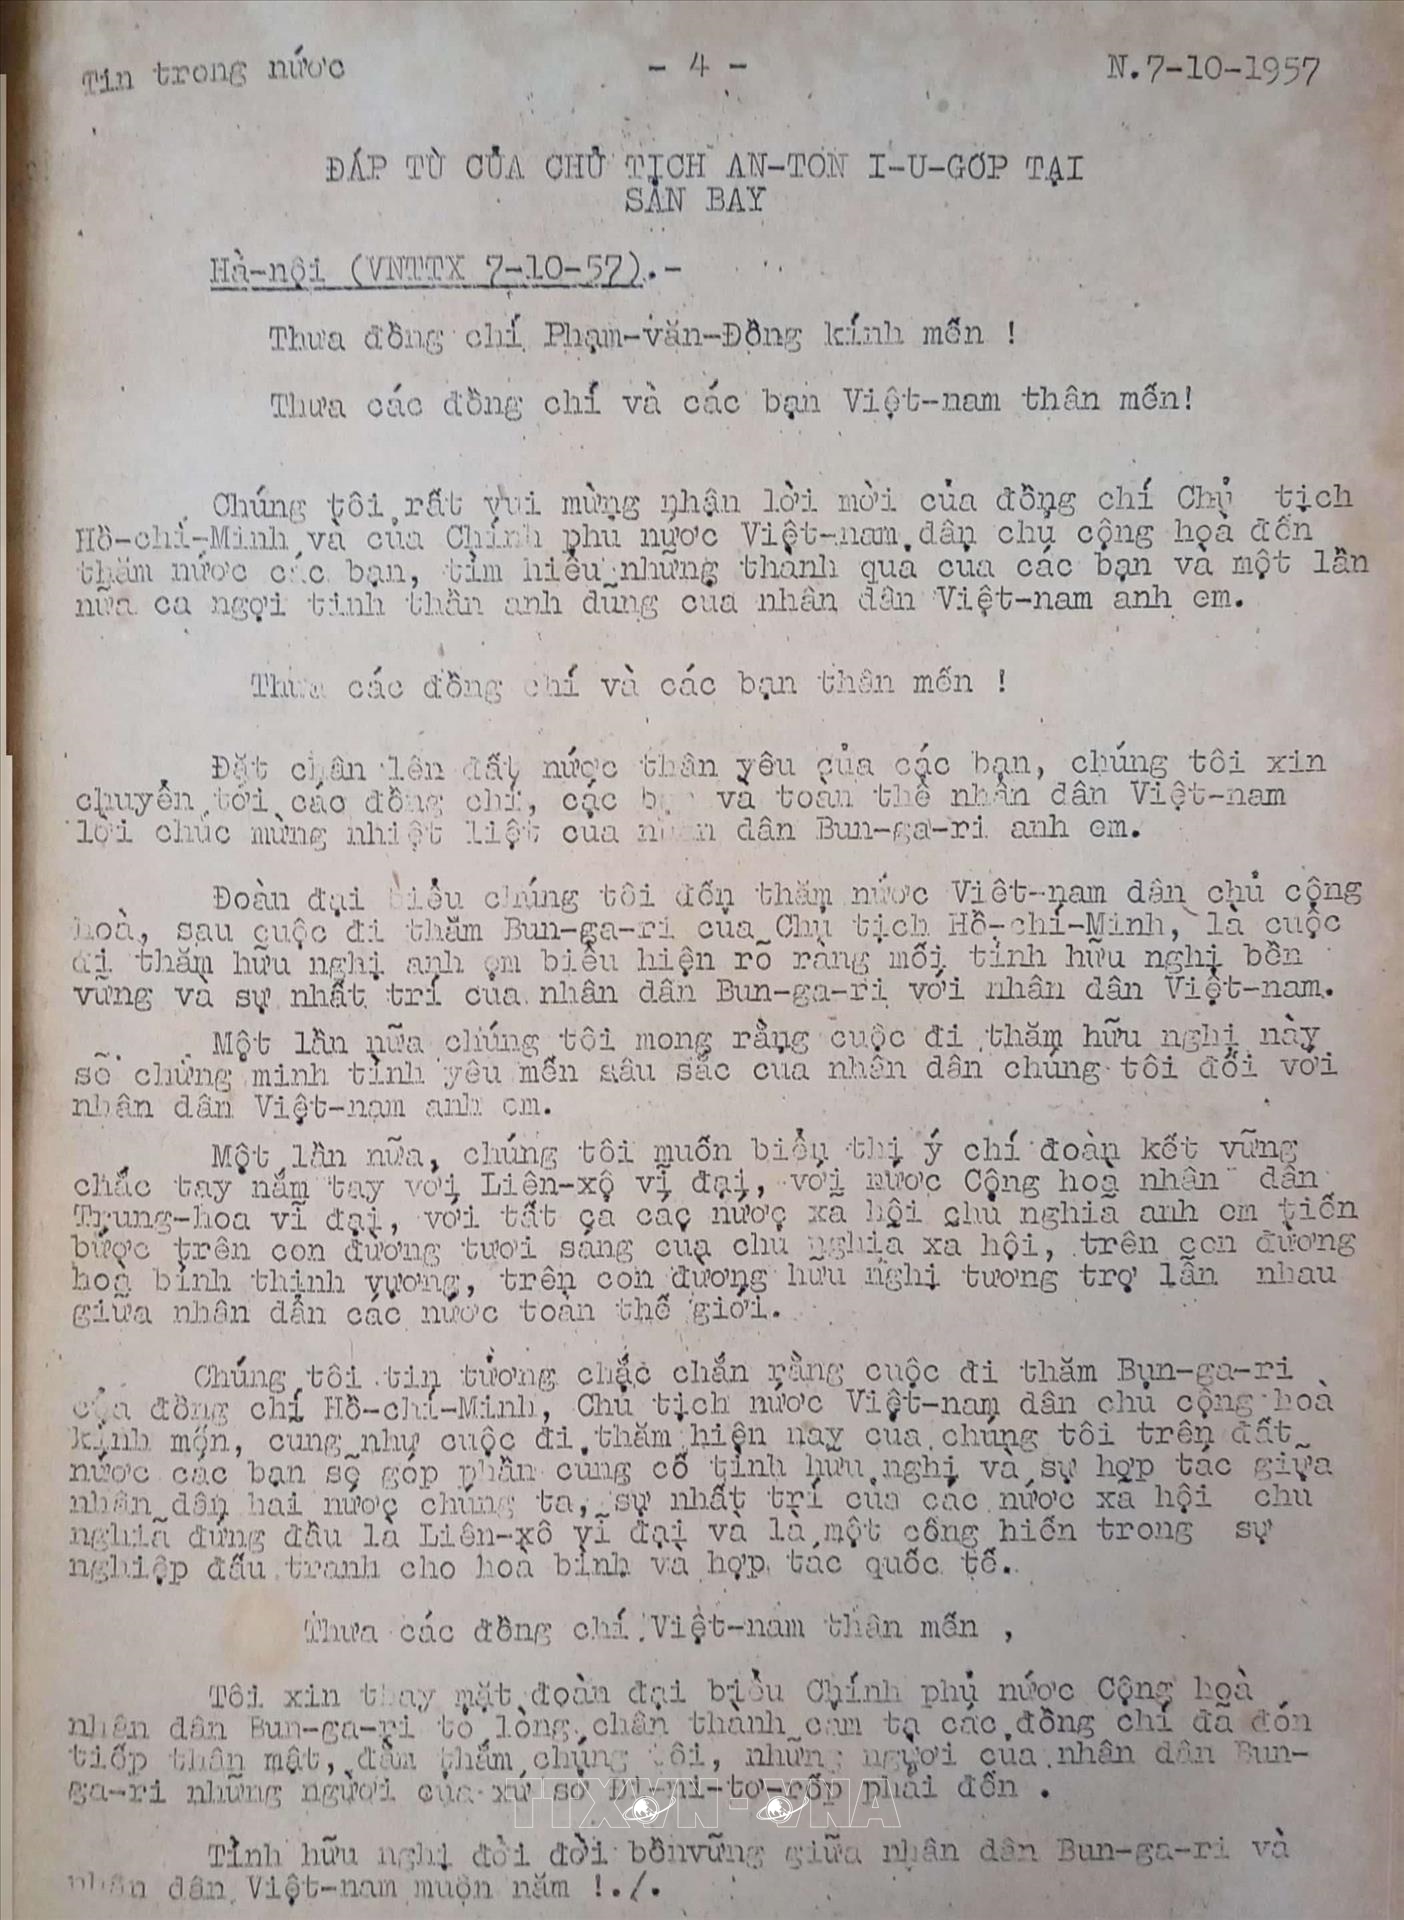 Tin trong nước
- 4 -
N.7-10-1957
ĐÁP TỪ CỦA CHỦ TỊCH AN-TON I-U-GỐP TẠI
SÂN BAY
Hà-nội (VNTTX 7-10-57).-
Thưa đồng chí Phạm-văn-Đồng kính mến !
Thưa các đồng chí và các bạn Việt-nam thân mến!
Chúng tôi rất vui mừng nhận lời mời của đồng chí Chủ tịch
Hồ-chí-Minh và của Chính phủ nước Việt-nam dân chủ cộng hoà đến
thăm nước các bạn, tìm hiểu những thành quả của các bạn và một lần
nữa ca ngợi tinh thần anh dũng của nhân dân Việt-nam anh em.
Thưa các đồng chí và các bạn thân mến !
Đặt chân lên đất nước thân yêu của các bạn, chúng tôi xin
chuyển tới các đồng chí, các bạn và toàn thể nhân dân Việt-nam
lời chúc mừng nhiệt liệt của nhân dân Bun-ga-ri anh em.
Đoàn đại biểu chúng tôi đến thăm nước Việt-nam dân chủ cộng
hoà, sau cuộc đi thăm Bun-ga-ri của Chủ tịch Hồ-chí-Minh, là cuộc
đi thăm hữu nghị anh em biểu hiện rõ ràng mối tình hữu nghị bền
vững và sự nhất trí của nhân dân Bun-ga-ri với nhân dân Việt-nam.
Một lần nữa chúng tôi mong rằng cuộc đi thăm hữu nghị này
sẽ chứng minh tình yêu mến sâu sắc của nhân dân chúng tôi đối với
nhân dân Việt-nam anh em.
Một lần nữa, chúng tôi muốn biểu thị ý chí đoàn kết vững
chắc tay nắm tay với Liên-xô vĩ đại, với nước Cộng hoà nhân dân
Trung-hoa vĩ đại, với tất cả các nước xã hội chủ nghĩa anh em tiến
bước trên con đường tươi sáng của chủ nghĩa xã hội, trên con đường
hoà bình thịnh vượng, trên con đường hữu nghị tương trợ lẫn nhau
giữa nhân dân các nước toàn thế giới.
Chúng tôi tin tưởng chắc chắn rằng cuộc đi thăm Bun-ga-ri
của đồng chí Hồ-chí-Minh, Chủ tịch nước Việt-nam dân chủ cộng hoà
kính mến, cũng như cuộc đi thăm hiện nay của chúng tôi trên đất
nước các bạn sẽ góp phần củng cố tình hữu nghị và sự hợp tác giữa
nhân dân hai nước chúng ta, sự nhất trí của các nước xã hội chủ
nghĩa đứng đầu là Liên-xô vĩ đại và là một cống hiến trong sự
nghiệp đấu tranh cho hoà bình và hợp tác quốc tế.
Thưa các đồng chí Việt-nam thân mến ,
Tôi xin thay mặt đoàn đại biểu Chính phủ nước Cộng hoà
nhân dân Bun-ga-ri tỏ lòng chân thành cảm tạ các đồng chí đã đón
tiếp thân mật, đằm thắm chúng tôi, những người của nhân dân Bun-
ga-ri những người của xứ sở Di-mi-tơ-rốp phái đến .
Tình hữu nghị đời đời bềnvững giữa nhân dân Bun-ga-ri và
nhân dân Việt-nam muôn năm !./.
TTXVN-VNA